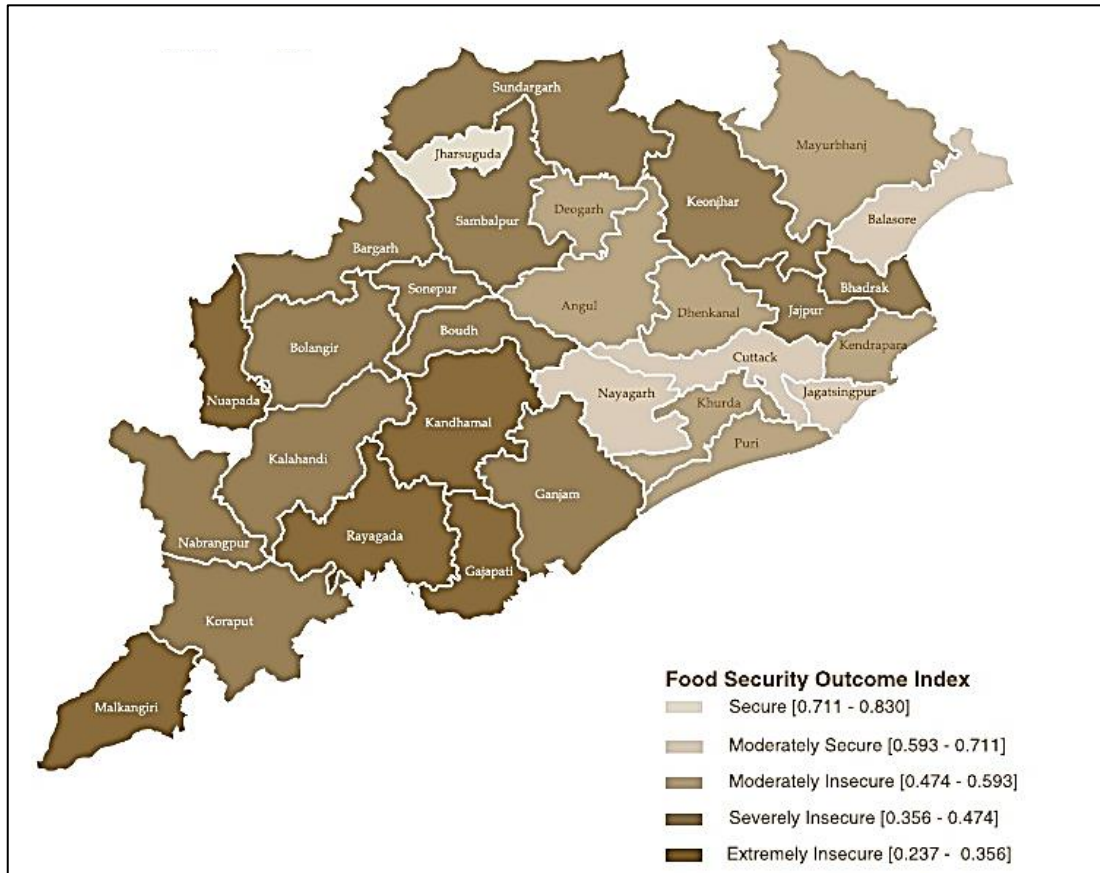 Sundargarh
Jharsuguda
Mayurbhanj
Deogarh
Keonjhar
Sambalpur
Balasore
Bargarh
Sonepur
Bhadrak
Angul
Dhenkanal
Jajpur
Boudh
Bolangir
Kendrapara
Cuttack
Nayagarh
Jagatsingpur
Nuapada
Khurda
Kandhamal
Puri
Kalahandi
Ganjam
Rayagada
Nabrangpur
Gajapati
Koraput
Malkangiri
Food Security Outcome Index
Secure [0.711 - 0.830]
Moderately Secure [0.593 - 0.711]
Moderately Insecure [0.474 - 0.593]
Severely Insecure [0.356 - 0.474]
Extremely Insecure [0.237 - 0.356]